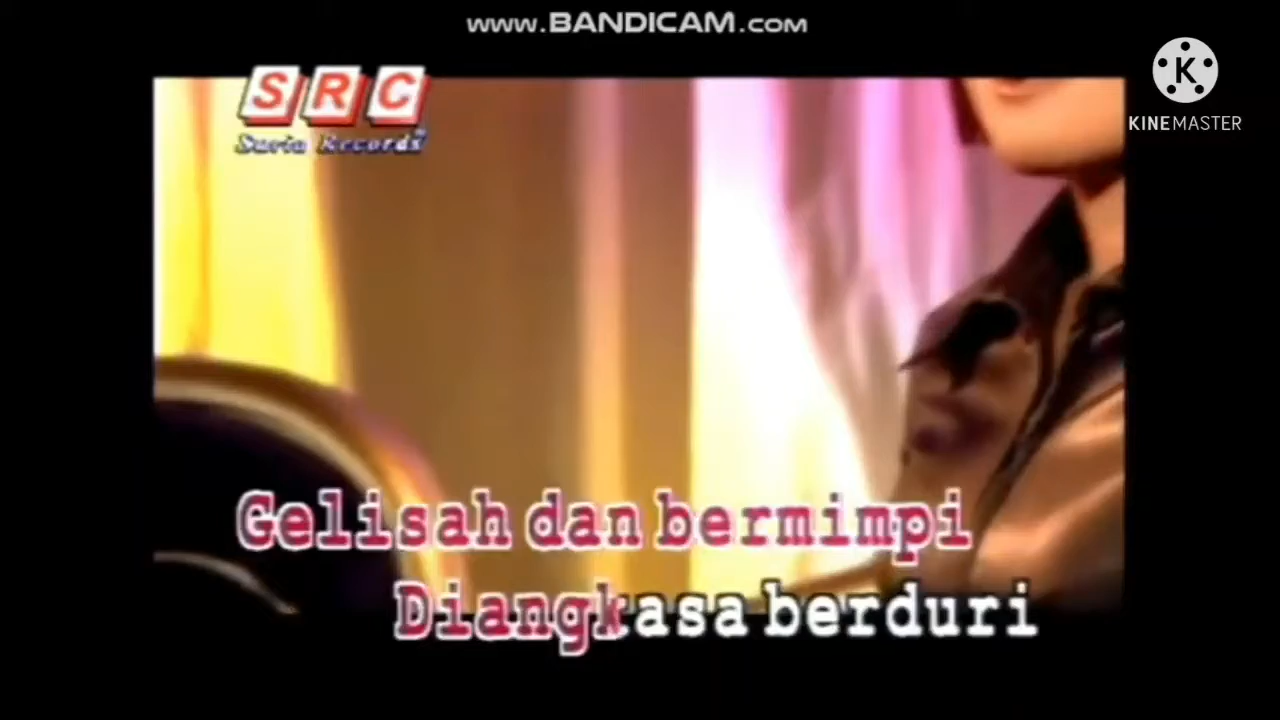 www.BANDICAM.COM
SRC
Suria Records
KINEMASTER
Gelisah dan bermimpi
Diangkasa berduri